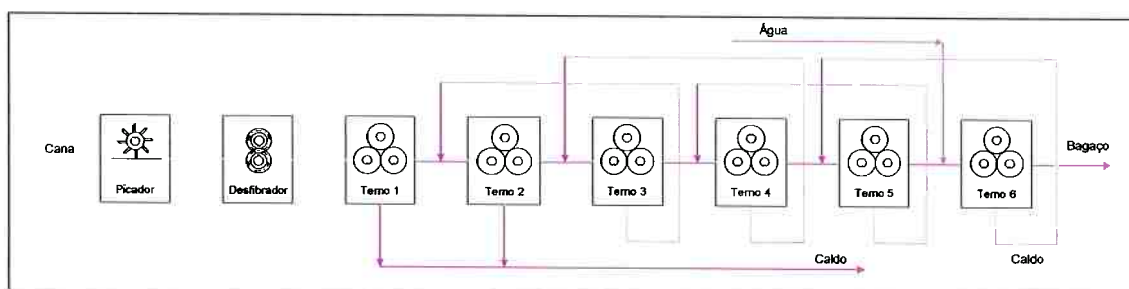 Água
Cana
Bagaço
Picador
Desfibrador
Terno 1
Terno 2
Terno 3
Terno 4
Terno 5
Terno 6
Caldo
Caldo